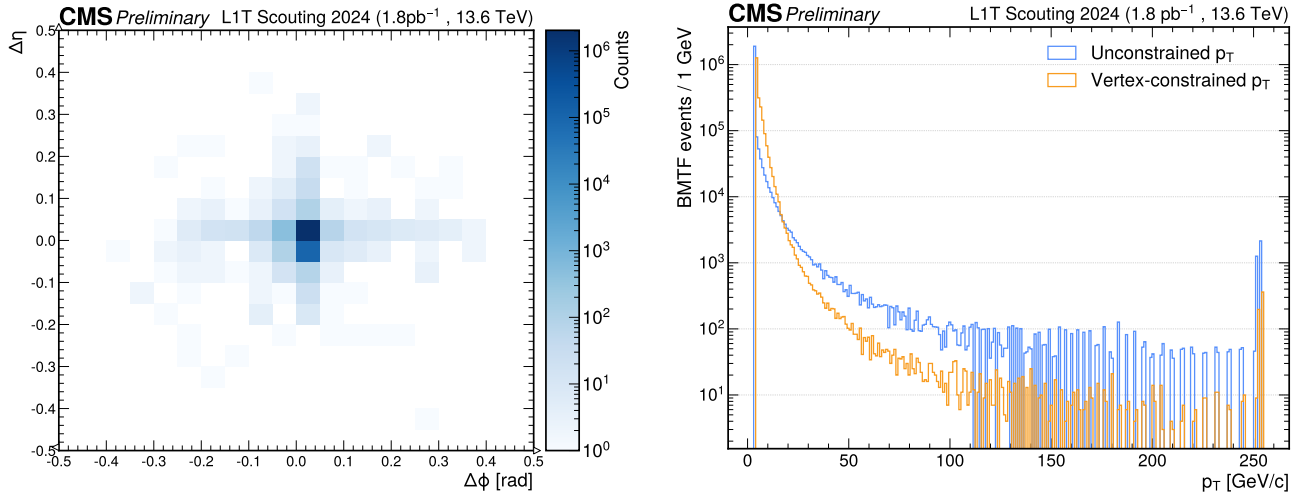 CMS Preliminary L1T Scouting 2024 (1.8pb⁻¹ , 13.6 TeV)
Δη
0.5
0.4
0.3
0.2
0.1
0.0
-0.1
-0.2
-0.3
-0.4
-0.5
-0.5 -0.4 -0.3 -0.2 -0.1 0.0 0.1 0.2 0.3 0.4 0.5
Δϕ [rad]
Counts
10⁶
10⁵
10⁴
10³
10²
10¹
10⁰
CMS Preliminary L1T Scouting 2024 (1.8 pb⁻¹ , 13.6 TeV)
BMTF events / 1 GeV
10⁶
10⁵
10⁴
10³
10²
10¹
Unconstrained p_T
Vertex-constrained p_T
0 50 100 150 200 250
p_T [GeV/c]